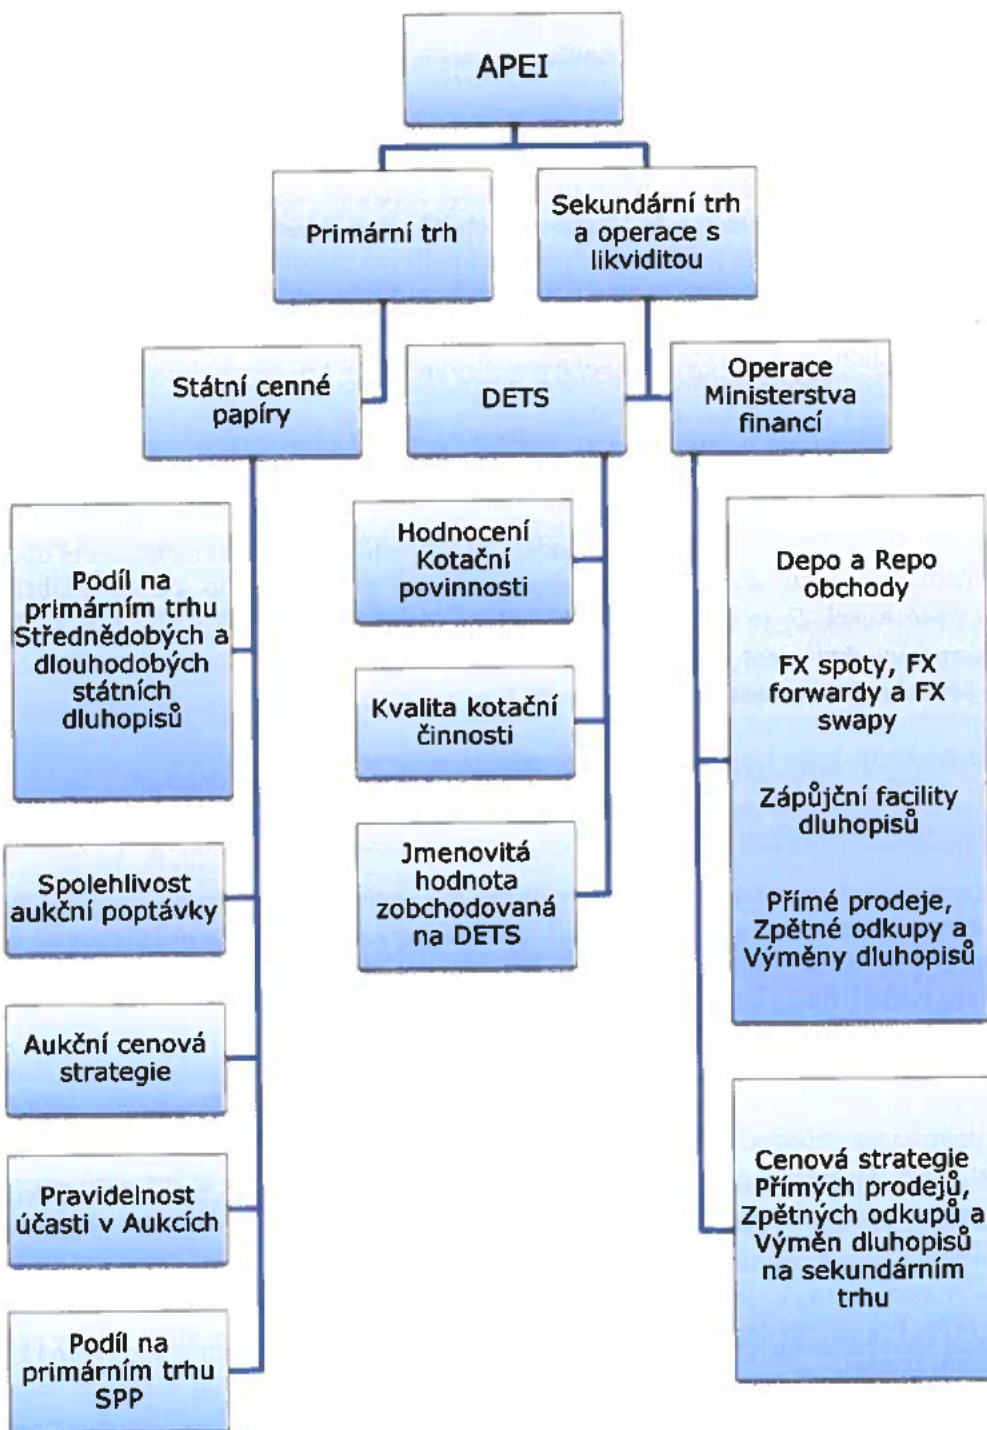 APEI
Primární trh
Sekundární trh
a operace s
likviditou
Státní cenné
papíry
DETS
Operace
Ministerstva
financí
Podíl na
primárním trhu
Střednědobých a
dlouhodobých
státních
dluhopisů
Spolehlivost
aukční poptávky
Aukční cenová
strategie
Pravidelnost
účasti v Aukcích
Podíl na
primárním trhu
SPP
Hodnocení
Kotační
povinnosti
Kvalita kotační
činnosti
Jmenovitá
hodnota
zobchodovaná
na DETS
Depo a Repo
obchody
FX spoty, FX
forwardy a FX
swapy
Zápůjční facility
dluhopisů
Přímé prodeje,
Zpětné odkupy a
Výměny dluhopisů
Cenová strategie
Přímých prodejů,
Zpětných odkupů a
Výměn dluhopisů
na sekundárním
trhu